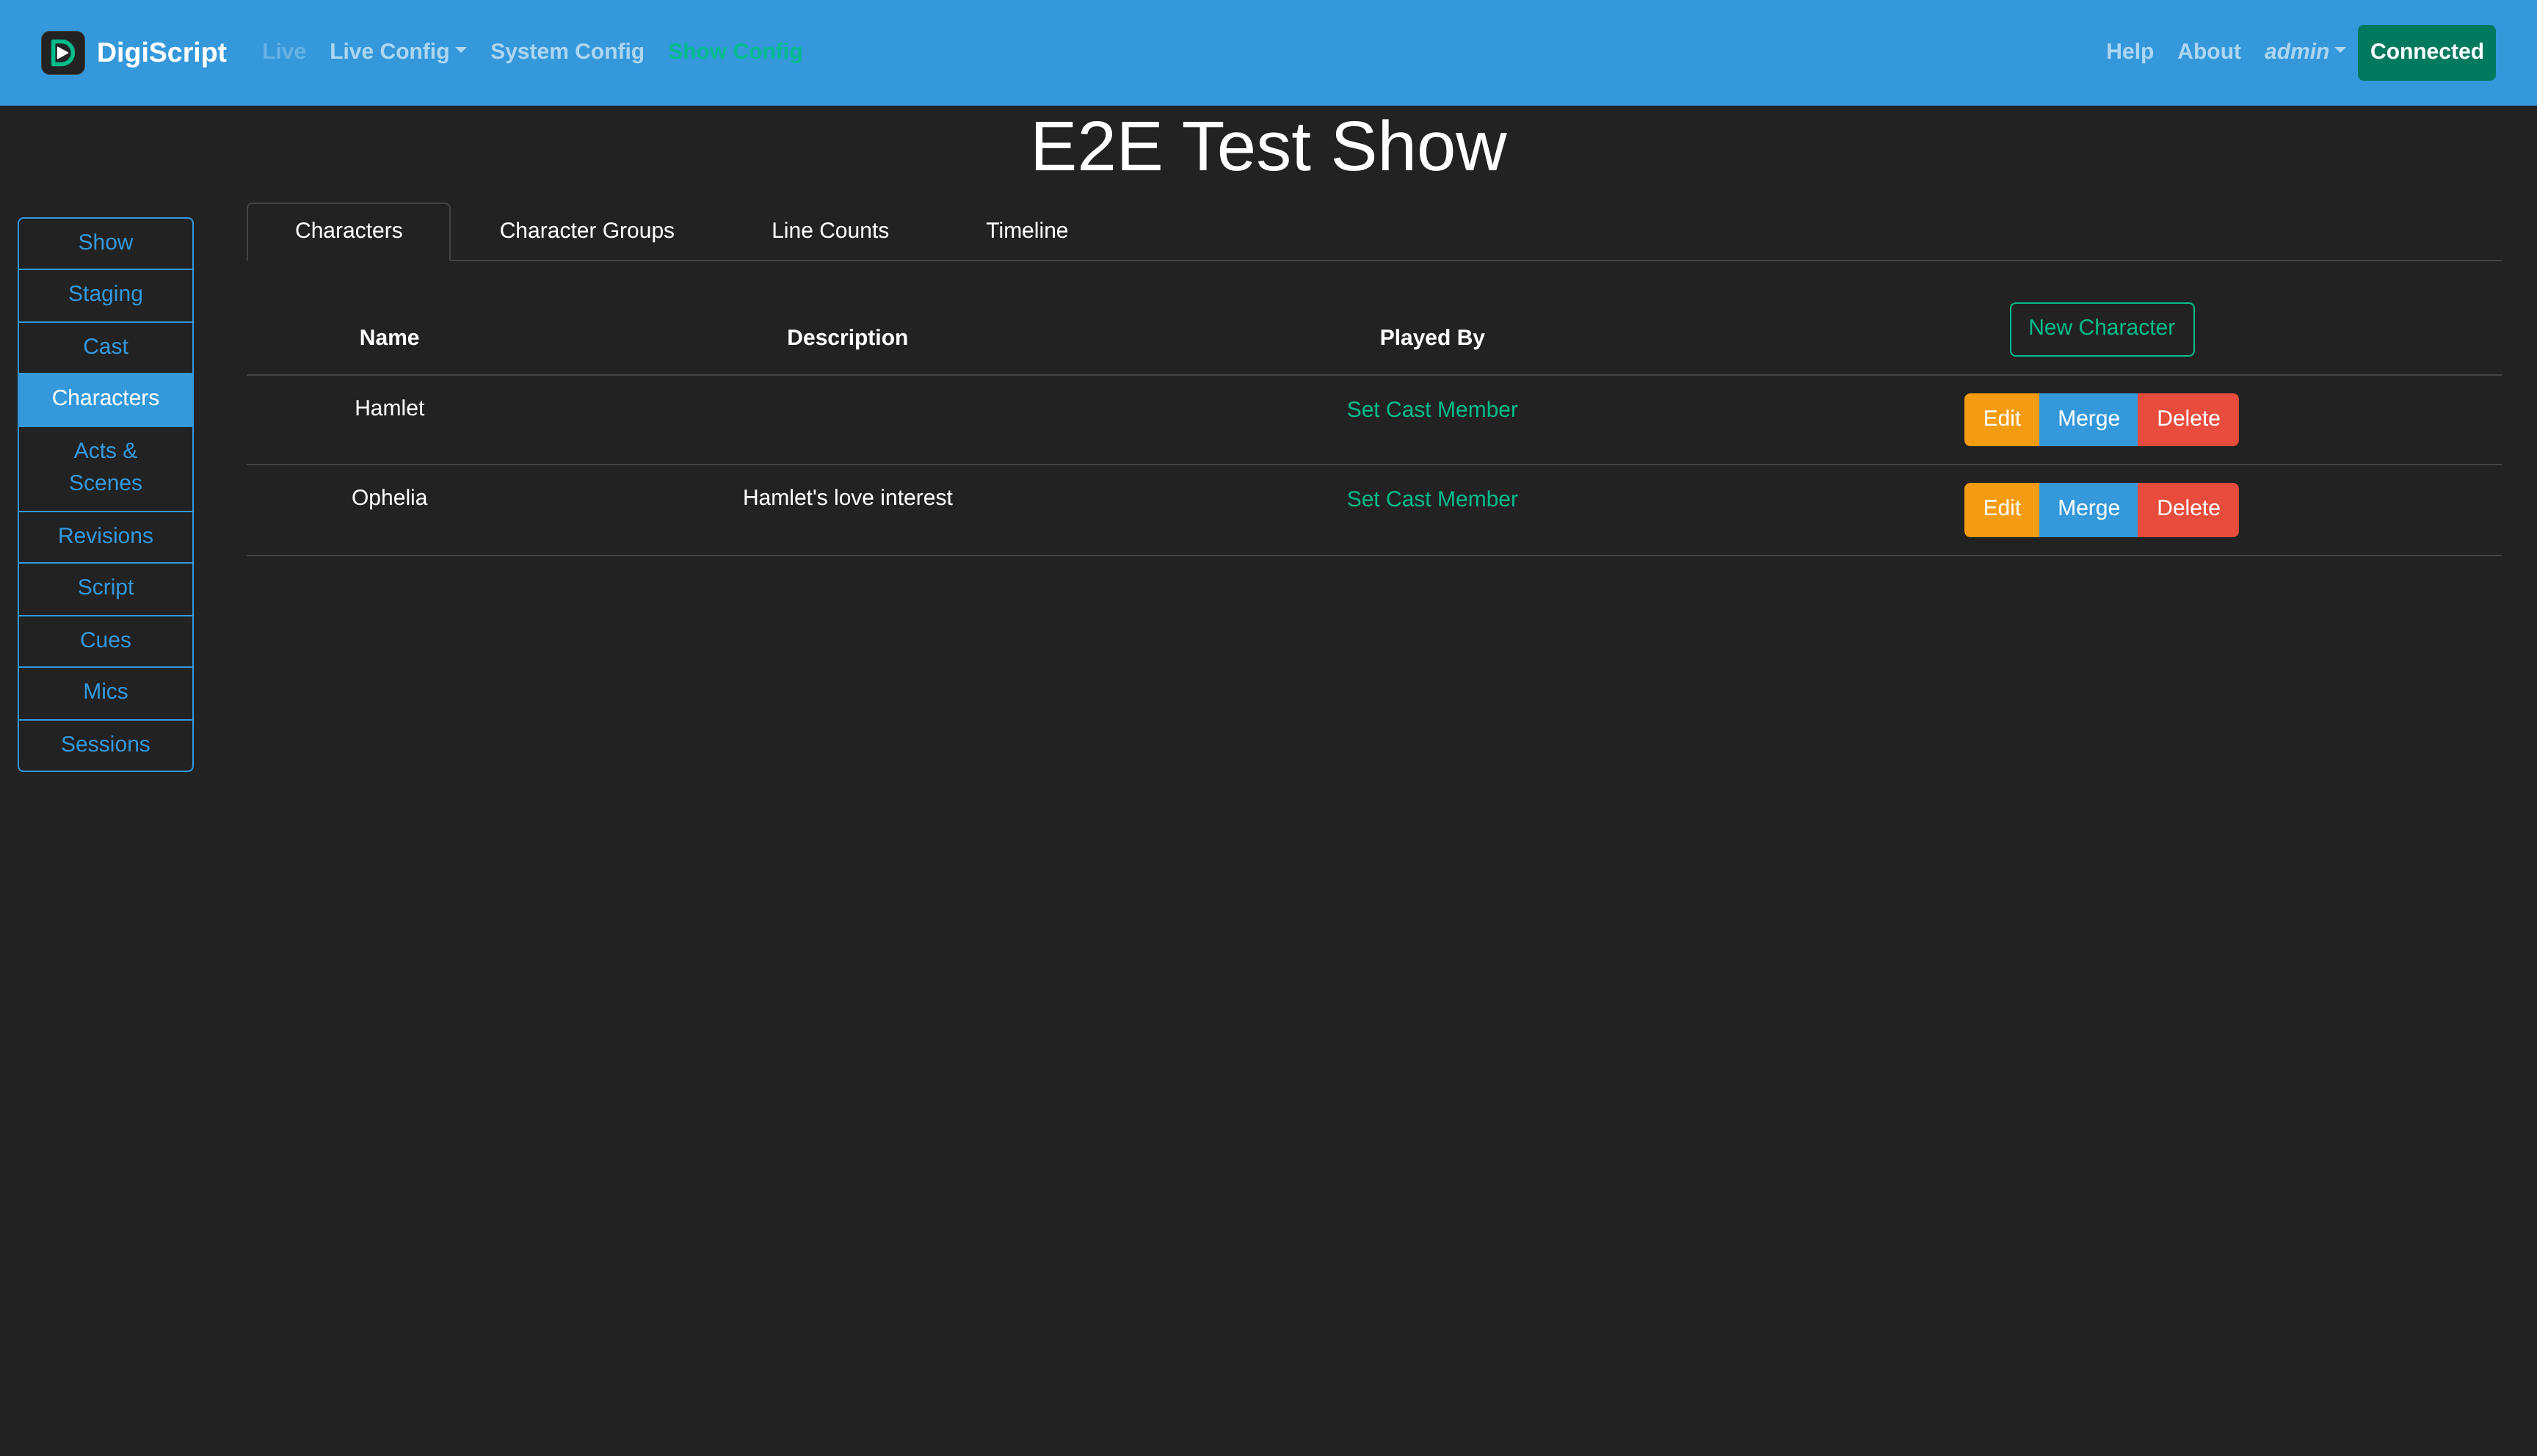 DigiScript Live Live Config System Config Show Config Help About admin Connected
E2E Test Show
Show
Staging
Cast
Characters
Acts &
Scenes
Revisions
Script
Cues
Mics
Sessions
Characters Character Groups Line Counts Timeline
Name Description Played By New Character
Hamlet Set Cast Member Edit Merge Delete
Ophelia Hamlet's love interest Set Cast Member Edit Merge Delete